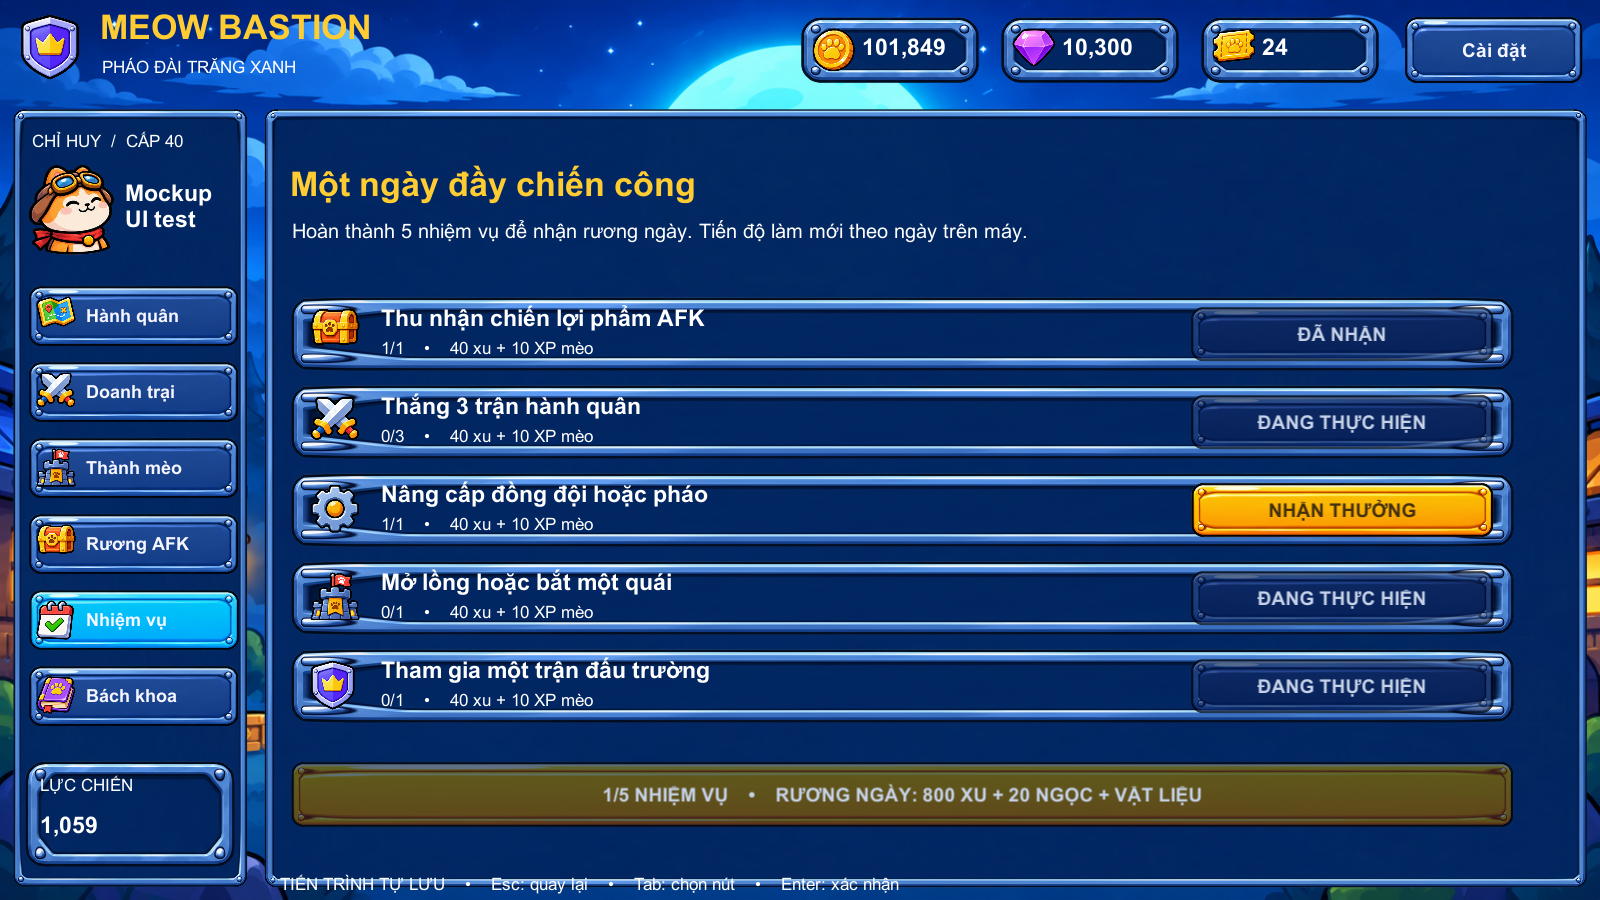 MEOW BASTION
PHÁO ĐÀI TRĂNG XANH
101,849
10,300
24
Cài đặt
CHỈ HUY / CẤP 40
Mockup
UI test
Hành quân
Doanh trại
Thành mèo
Rương AFK
Nhiệm vụ
Bách khoa
LỰC CHIẾN
1,059
Một ngày đầy chiến công
Hoàn thành 5 nhiệm vụ để nhận rương ngày. Tiến độ làm mới theo ngày trên máy.
Thu nhận chiến lợi phẩm AFK
1/1 • 40 xu + 10 XP mèo
ĐÃ NHẬN
Thắng 3 trận hành quân
0/3 • 40 xu + 10 XP mèo
ĐANG THỰC HIỆN
Nâng cấp đồng đội hoặc pháo
1/1 • 40 xu + 10 XP mèo
NHẬN THƯỞNG
Mở lồng hoặc bắt một quái
0/1 • 40 xu + 10 XP mèo
ĐANG THỰC HIỆN
Tham gia một trận đấu trường
0/1 • 40 xu + 10 XP mèo
ĐANG THỰC HIỆN
1/5 NHIỆM VỤ • RƯƠNG NGÀY: 800 XU + 20 NGỌC + VẬT LIỆU
TIẾN TRÌNH TỰ LƯU • Esc: quay lại • Tab: chọn nút • Enter: xác nhận